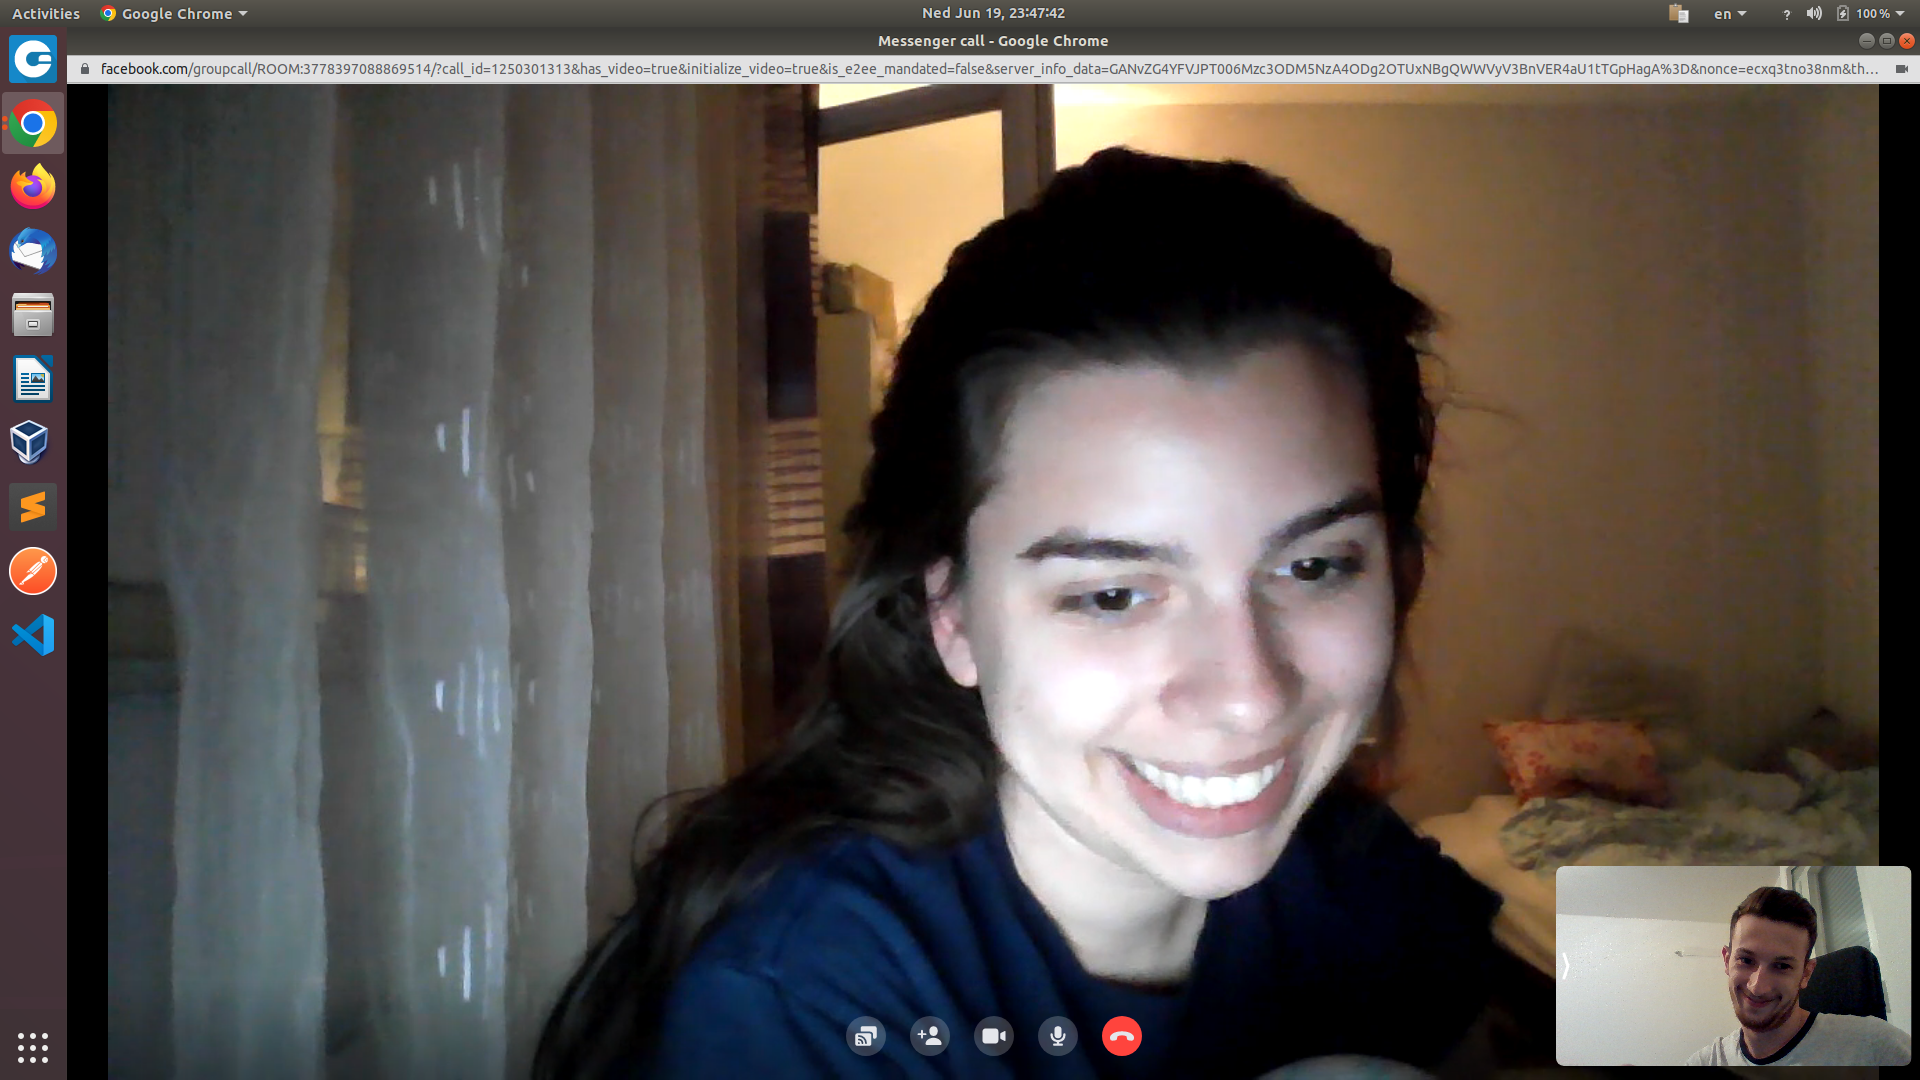 Activities
Google Chrome
Ned Jun 19, 23:47:42
en
?
100 %
Messenger call - Google Chrome
facebook.com/groupcall/ROOM:3778397088869514/?call_id=1250301313&has_video=true&initialize_video=true&is_e2ee_mandated=false&server_info_data=GANvZG4YFVJPT006Mzc3ODM5NzA4ODg2OTUxNBgQWWVyV3BnVER4aU1tTGpHagA%3D&nonce=ecxq3tno38nm&th...